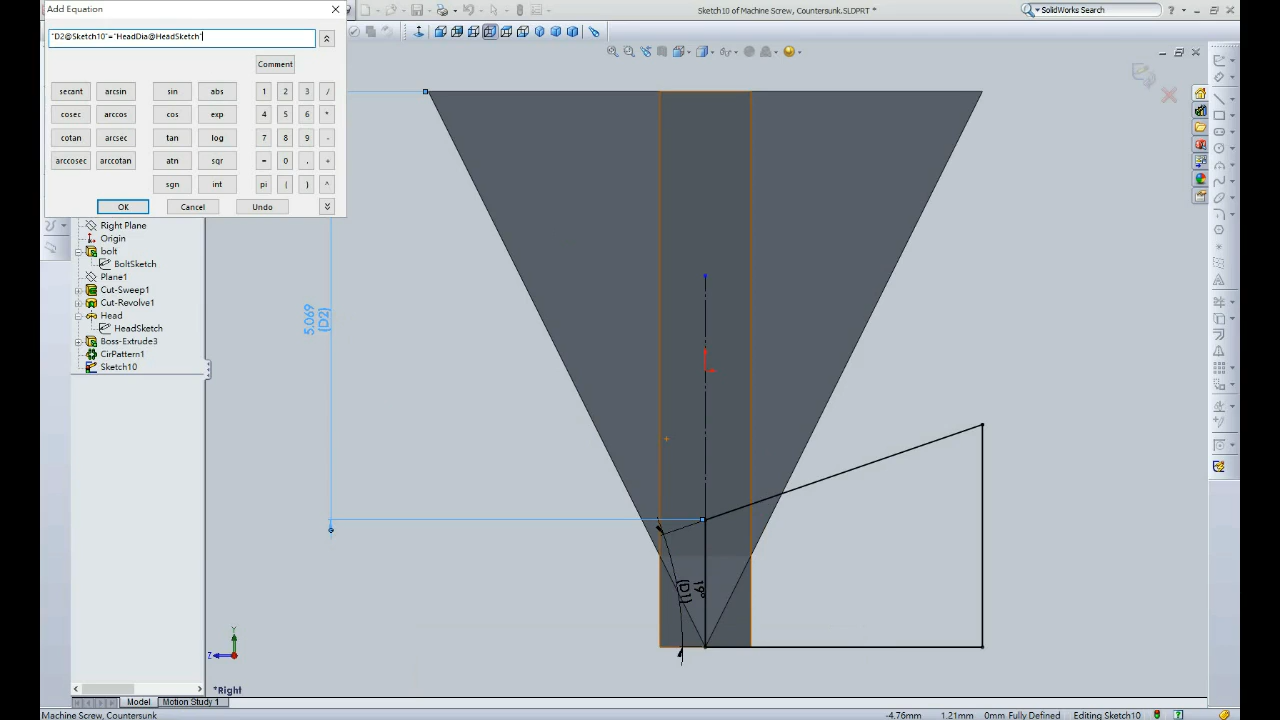 Add Equation
Sketch10 of Machine Screw, Countersunk.SLDPRT *
SolidWorks Search
"D2@Sketch10"="HeadDia@HeadSketch"
Comment
secant arcsin sin abs 1 2 3 /
cosec arccos cos exp 4 5 6 *
cotan arcsec tan log 7 8 9 -
arccosec arccotan atn sqr = 0 . +
sgn int pi ( ) ^
OK Cancel Undo
Right Plane
Origin
bolt
BoltSketch
Plane1
Cut-Sweep1
Cut-Revolve1
Head
HeadSketch
Boss-Extrude3
CirPattern1
Sketch10
5.069
(D2)
19°
(D1)
Y
Z
*Right
Model Motion Study 1
Machine Screw, Countersunk -4.76mm 1.21mm 0mm Fully Defined Editing Sketch10